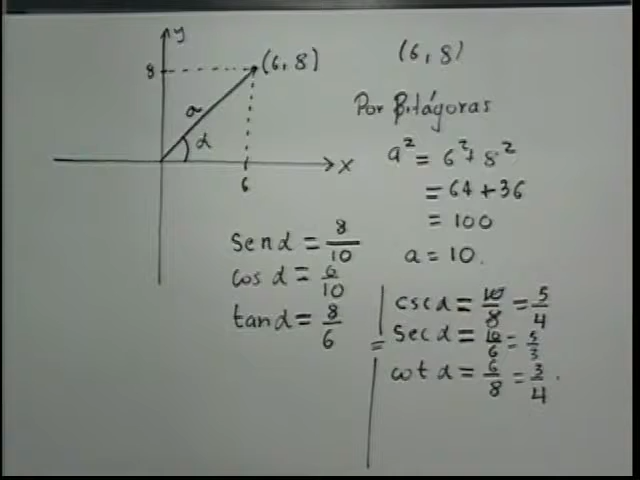 y
8
(6, 8)
a
α
x
6
(6, 8)
Por Pitágoras
a² = 6² + 8²
= 64 + 36
= 100
a = 10.
sen α = 8/10
cos α = 6/10
tan α = 8/6
csc α = 10/8 = 5/4
= sec α = 10/6 = 5/3
cot α = 6/8 = 3/4.